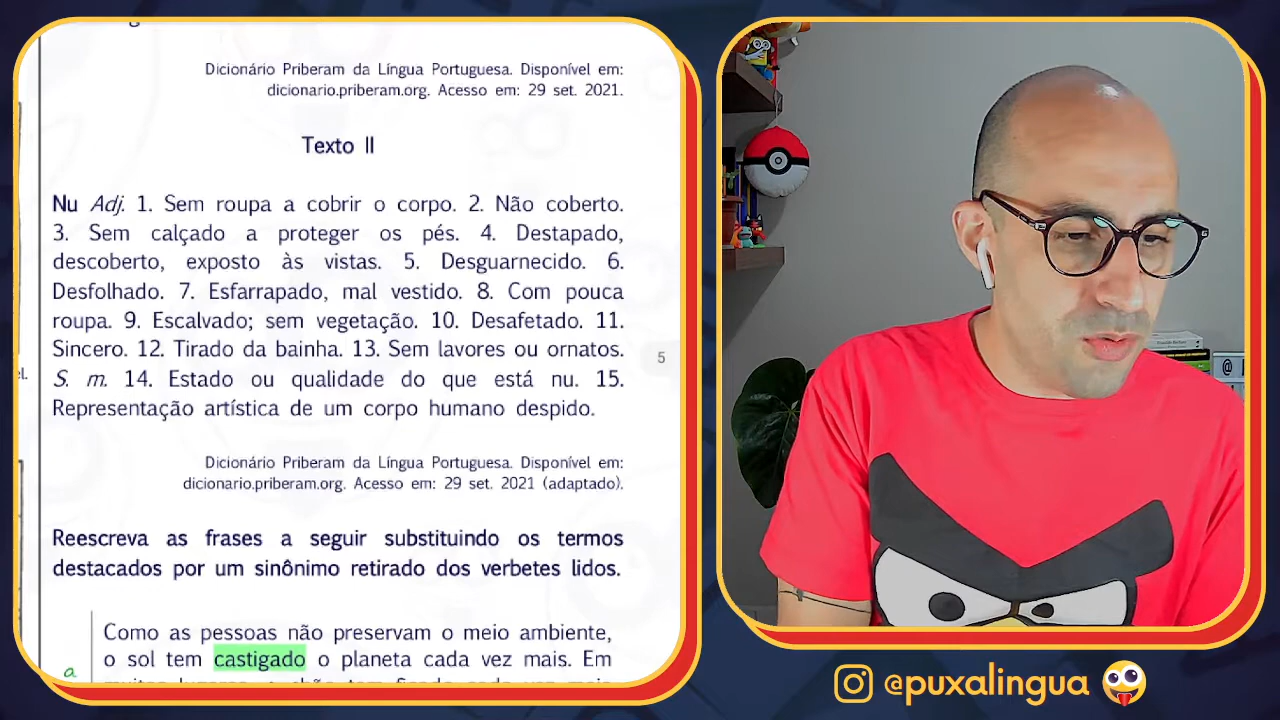 Dicionário Priberam da Língua Portuguesa. Disponível em:
dicionario.priberam.org. Acesso em: 29 set. 2021.
Texto II
Nu Adj. 1. Sem roupa a cobrir o corpo. 2. Não coberto.
3. Sem calçado a proteger os pés. 4. Destapado,
descoberto, exposto às vistas. 5. Desguarnecido. 6.
Desfolhado. 7. Esfarrapado, mal vestido. 8. Com pouca
roupa. 9. Escalvado; sem vegetação. 10. Desafetado. 11.
Sincero. 12. Tirado da bainha. 13. Sem lavores ou ornatos.
S. m. 14. Estado ou qualidade do que está nu. 15.
Representação artística de um corpo humano despido.
5
Dicionário Priberam da Língua Portuguesa. Disponível em:
dicionario.priberam.org. Acesso em: 29 set. 2021 (adaptado).
Reescreva as frases a seguir substituindo os termos
destacados por um sinônimo retirado dos verbetes lidos.
Como as pessoas não preservam o meio ambiente,
a o sol tem castigado o planeta cada vez mais. Em
@puxalingua